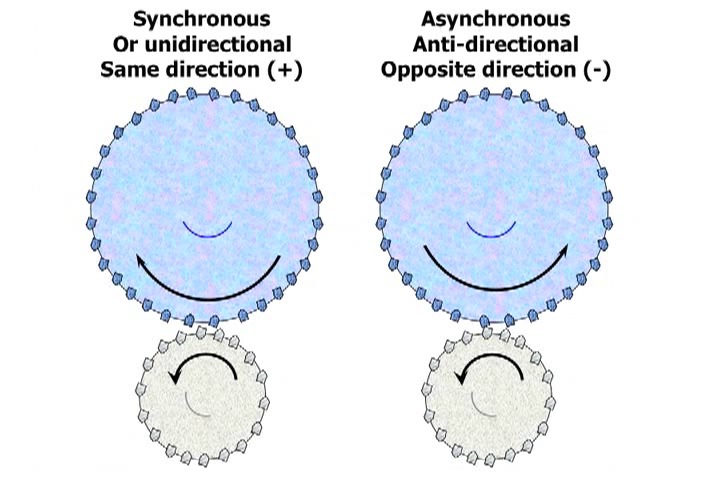 Synchronous
Or unidirectional
Same direction (+)
Asynchronous
Anti-directional
Opposite direction (-)